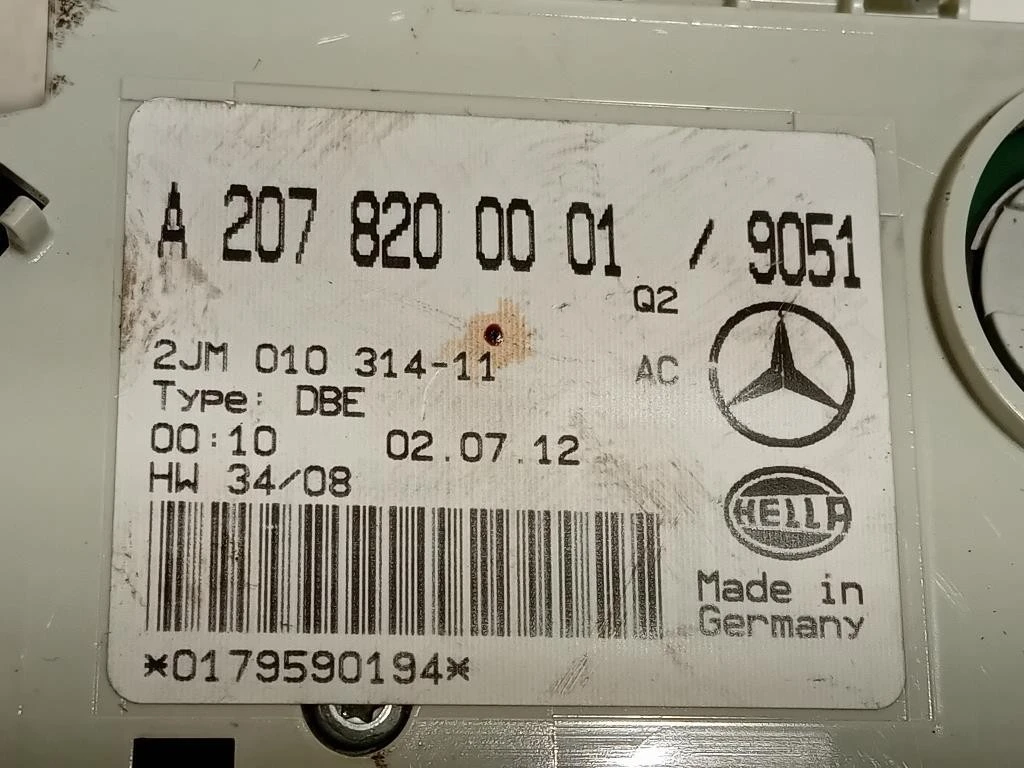 A 207 820 00 01 / 9051
Q2
2JM 010 314-11 AC
Type: DBE
00:10 02.07.12
HW 34/08
HELLA
Made in
Germany
*0179590194*